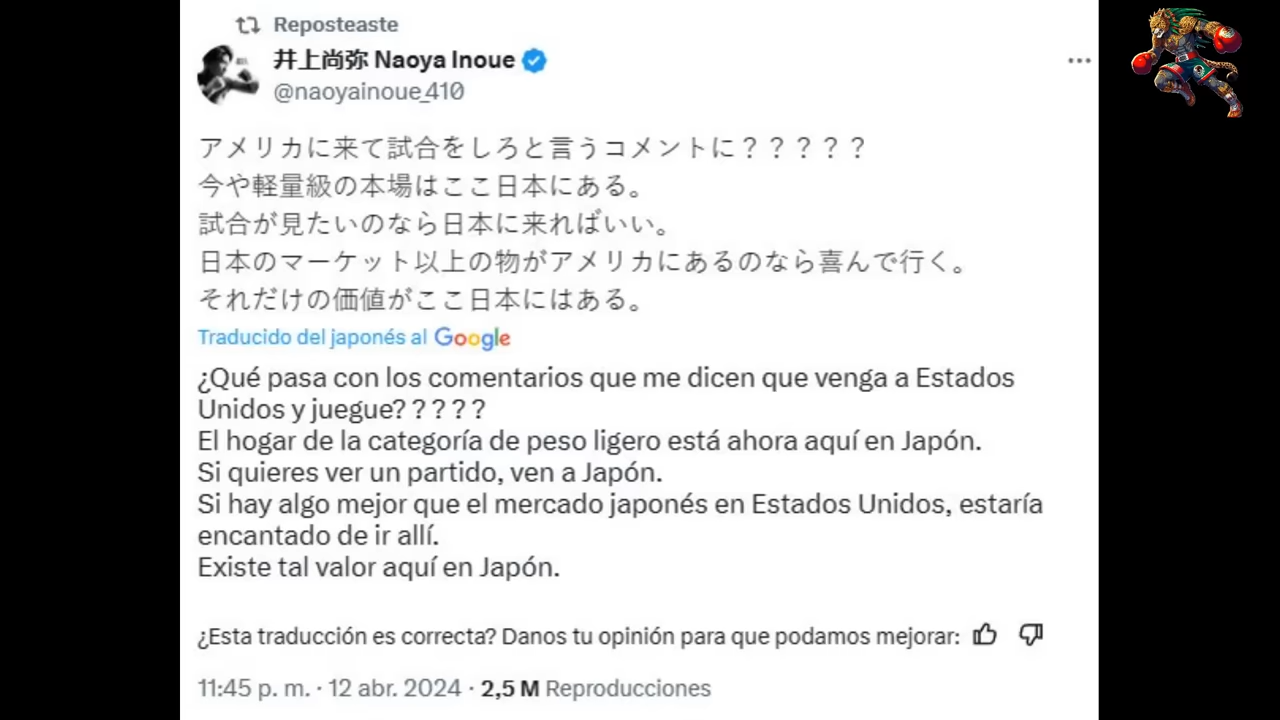 Reposteaste
井上尚弥 Naoya Inoue
@naoyainoue_410
アメリカに来て試合をしろと言うコメントに？？？？？
今や軽量級の本場はここ日本にある。
試合が見たいのなら日本に来ればいい。
日本のマーケット以上の物がアメリカにあるのなら喜んで行く。
それだけの価値がここ日本にはある。
Traducido del japonés al Google
¿Qué pasa con los comentarios que me dicen que venga a Estados
Unidos y juegue? ? ? ? ?
El hogar de la categoría de peso ligero está ahora aquí en Japón.
Si quieres ver un partido, ven a Japón.
Si hay algo mejor que el mercado japonés en Estados Unidos, estaría
encantado de ir allí.
Existe tal valor aquí en Japón.
¿Esta traducción es correcta? Danos tu opinión para que podamos mejorar:
11:45 p. m. · 12 abr. 2024 · 2,5 M Reproducciones